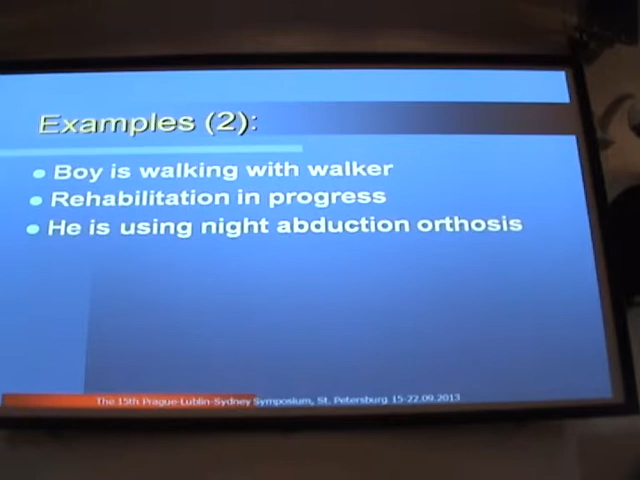 Examples (2):
Boy is walking with walker
Rehabilitation in progress
He is using night abduction orthosis
The 15th Prague-Lublin-Sydney Symposium, St. Petersburg 15-22.09.2013